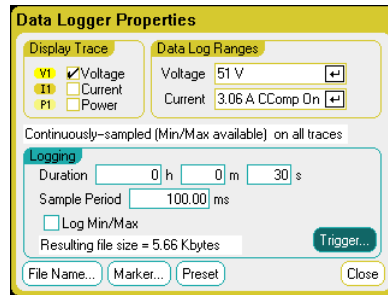 Data Logger Properties
Display Trace
V1 Voltage
I1 Current
P1 Power
Data Log Ranges
Voltage 51 V
Current 3.06 A CComp On
Continuously-sampled (Min/Max available) on all traces
Logging
Duration 0 h 0 m 30 s
Sample Period 100.00 ms
Log Min/Max
Resulting file size = 5.66 Kbytes
Trigger...
File Name... Marker... Preset Close